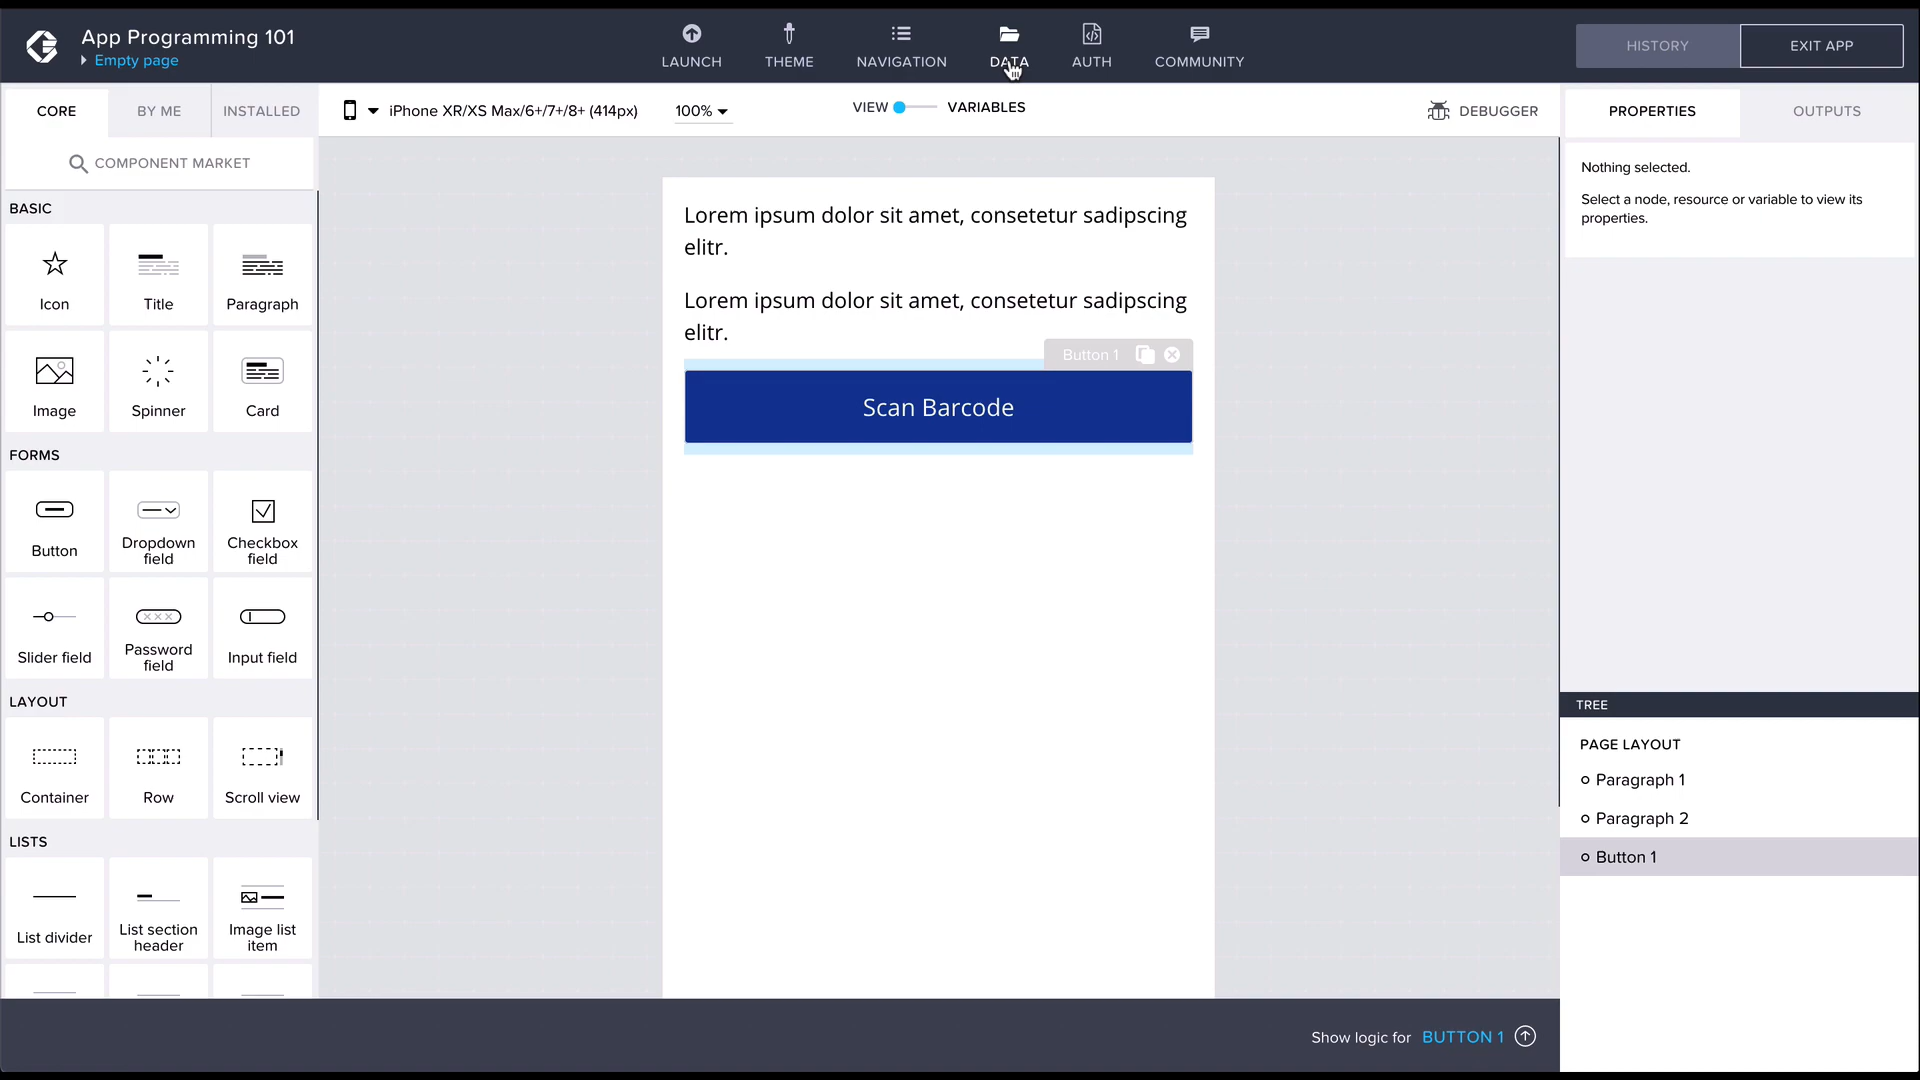 App Programming 101
Empty page
LAUNCH
THEME
NAVIGATION
DATA
AUTH
COMMUNITY
HISTORY
EXIT APP
CORE
BY ME
INSTALLED
iPhone XR/XS Max/6+/7+/8+ (414px)
100%
VIEW
VARIABLES
DEBUGGER
PROPERTIES
OUTPUTS
COMPONENT MARKET
BASIC
Icon
Title
Paragraph
Image
Spinner
Card
FORMS
Button
Dropdown
field
Checkbox
field
Slider field
Password
field
Input field
LAYOUT
Container
Row
Scroll view
LISTS
List divider
List section
header
Image list
item
Lorem ipsum dolor sit amet, consetetur sadipscing
elitr.
Lorem ipsum dolor sit amet, consetetur sadipscing
elitr.
Button 1
Scan Barcode
Nothing selected.
Select a node, resource or variable to view its
properties.
TREE
PAGE LAYOUT
Paragraph 1
Paragraph 2
Button 1
Show logic for BUTTON 1